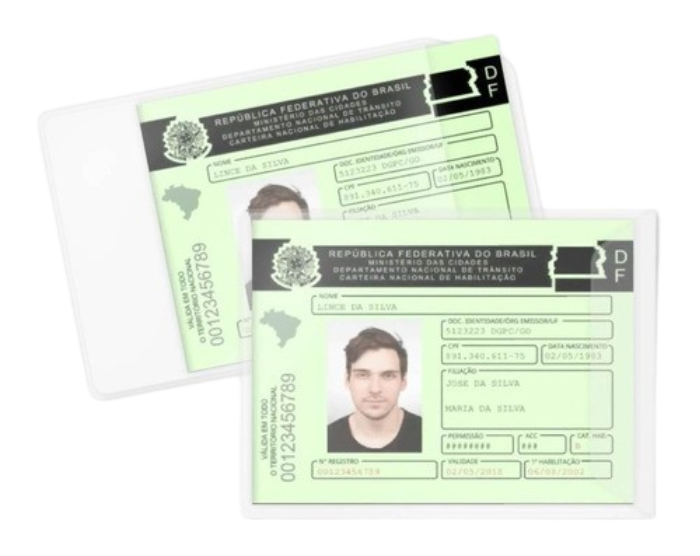 REPÚBLICA FEDERATIVA DO BRASIL
MINISTÉRIO DAS CIDADES
DEPARTAMENTO NACIONAL DE TRÂNSITO
CARTEIRA NACIONAL DE HABILITAÇÃO
DF
NOME
LINCE DA SILVA
DOC. IDENTIDADE/ÓRG EMISSOR/UF
5123223 DGPC/GO
CPF
891.340.611-75
DATA NASCIMENTO
02/05/1983
FILIAÇÃO
DA SILVA
VÁLIDA EM TODO
O TERRITÓRIO NACIONAL
00123456789
REPÚBLICA FEDERATIVA DO BRASIL
MINISTÉRIO DAS CIDADES
DEPARTAMENTO NACIONAL DE TRÂNSITO
CARTEIRA NACIONAL DE HABILITAÇÃO
DF
NOME
LINCE DA SILVA
DOC. IDENTIDADE/ÓRG EMISSOR/UF
5123223 DGPC/GO
CPF
891.340.611-75
DATA NASCIMENTO
02/05/1983
FILIAÇÃO
JOSE DA SILVA
MARIA DA SILVA
PERMISSÃO
########
ACC
###
CAT. HAB.
D
VÁLIDA EM TODO
O TERRITÓRIO NACIONAL
00123456789
Nº REGISTRO
00123456789
VALIDADE
02/05/2018
1ª HABILITAÇÃO
06/08/2002